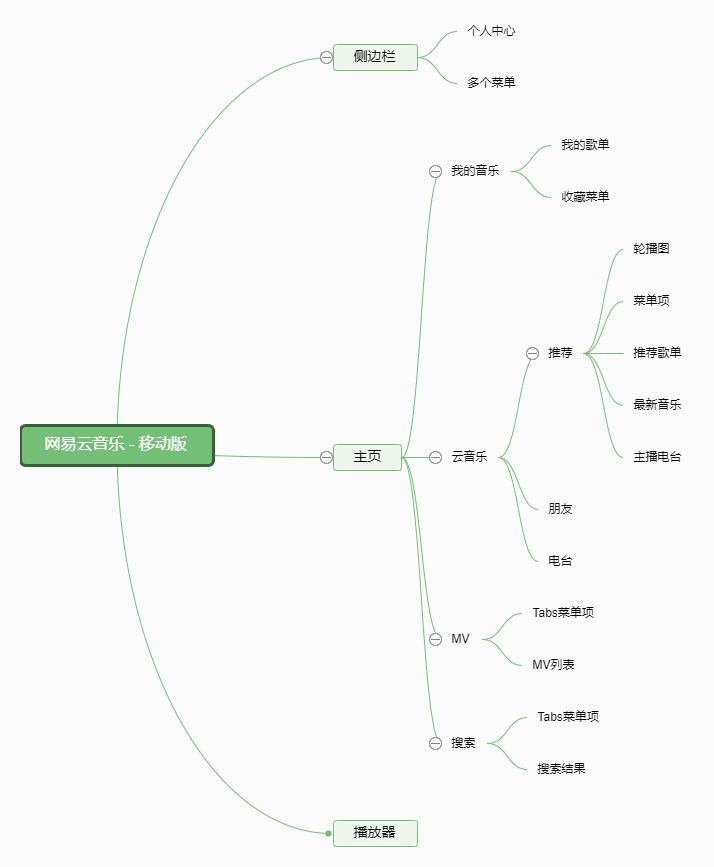 网易云音乐 - 移动版
侧边栏
个人中心
多个菜单
主页
我的音乐
我的歌单
收藏菜单
云音乐
推荐
轮播图
菜单项
推荐歌单
最新音乐
主播电台
朋友
电台
MV
Tabs菜单项
MV列表
搜索
Tabs菜单项
搜索结果
播放器